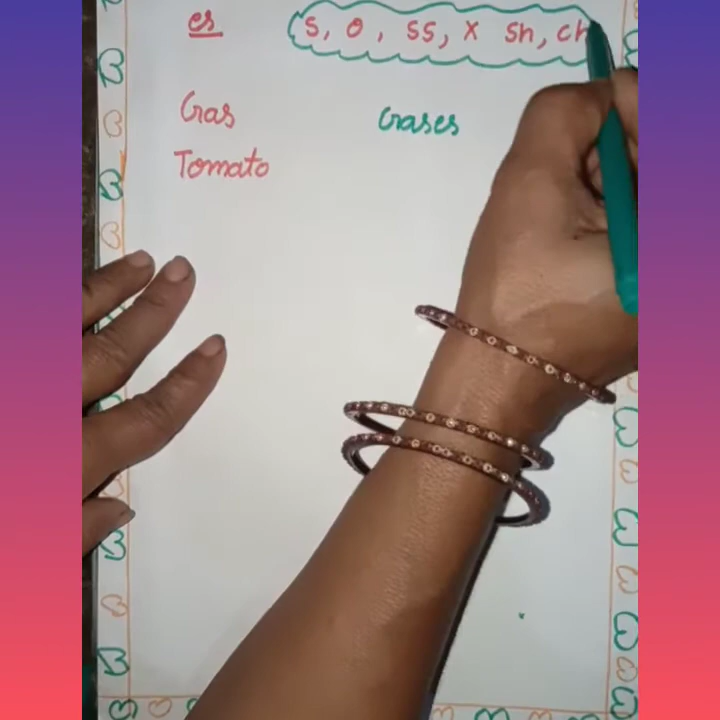 es s, o, ss, x sh, ch
Gas Gases
Tomato